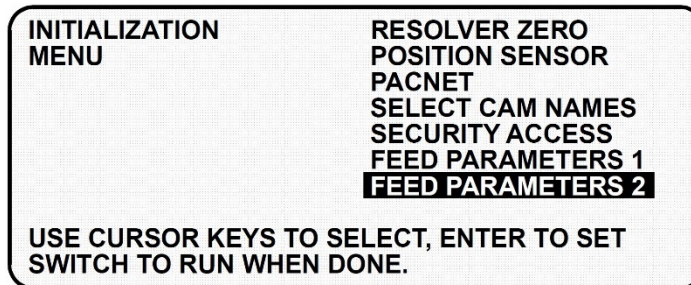 INITIALIZATION
MENU
RESOLVER ZERO
POSITION SENSOR
PACNET
SELECT CAM NAMES
SECURITY ACCESS
FEED PARAMETERS 1
FEED PARAMETERS 2
USE CURSOR KEYS TO SELECT, ENTER TO SET
SWITCH TO RUN WHEN DONE.